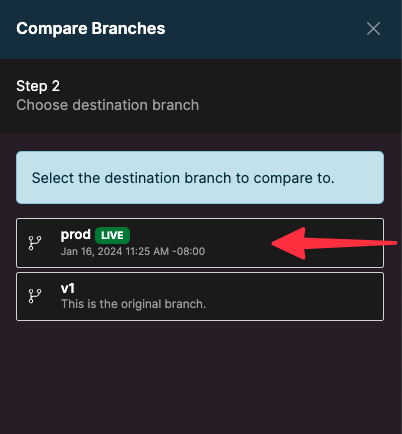 Compare Branches
Step 2
Choose destination branch
Select the destination branch to compare to.
prod LIVE
Jan 16, 2024 11:25 AM -08:00
v1
This is the original branch.